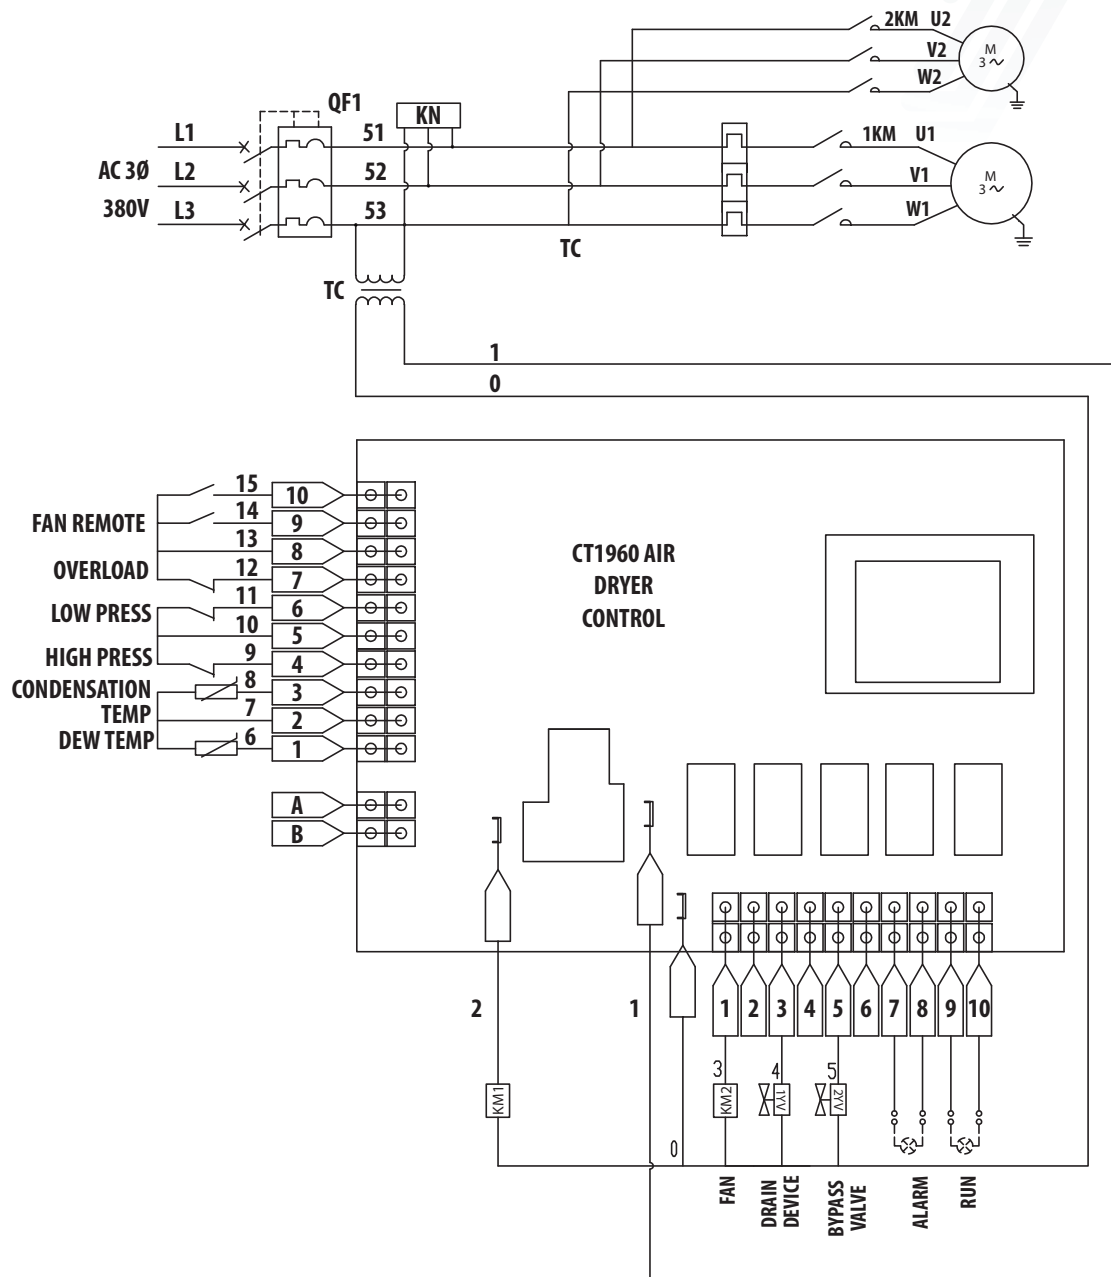 2KM U2
V2
W2
M
3~
QF1
KN
L1
51
1KM U1
AC 3Ø
L2
52
V1
M
3~
380V
L3
53
W1
TC
TC
1
0
15
10
FAN REMOTE
14
9
13
8
OVERLOAD
12
7
LOW PRESS
11
6
10
5
HIGH PRESS
9
4
CONDENSATION
TEMP
8
3
7
2
DEW TEMP
6
1
A
B
CT1960 AIR
DRYER
CONTROL
2
1
1 2 3 4 5 6 7 8 9 10
3
4
5
KM1
KM2
1YV
2YV
0
FAN
DRAIN
DEVICE
BYPASS
VALVE
ALARM
RUN